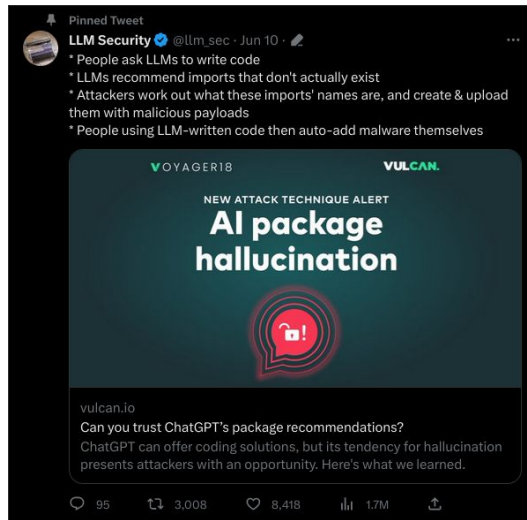 Pinned Tweet
LLM Security @llm_sec · Jun 10 ·
* People ask LLMs to write code
* LLMs recommend imports that don't actually exist
* Attackers work out what these imports' names are, and create & upload
them with malicious payloads
* People using LLM-written code then auto-add malware themselves
VOYAGER18 VULCAN.
NEW ATTACK TECHNIQUE ALERT
AI package
hallucination
vulcan.io
Can you trust ChatGPT's package recommendations?
ChatGPT can offer coding solutions, but its tendency for hallucination
presents attackers with an opportunity. Here's what we learned.
95 3,008 8,418 1.7M